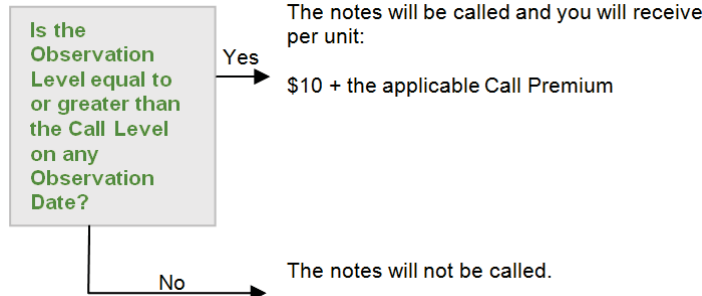 Is the
Observation
Level equal to
or greater than
the Call Level
on any
Observation
Date?
Yes
The notes will be called and you will receive
per unit:
$10 + the applicable Call Premium
No
The notes will not be called.